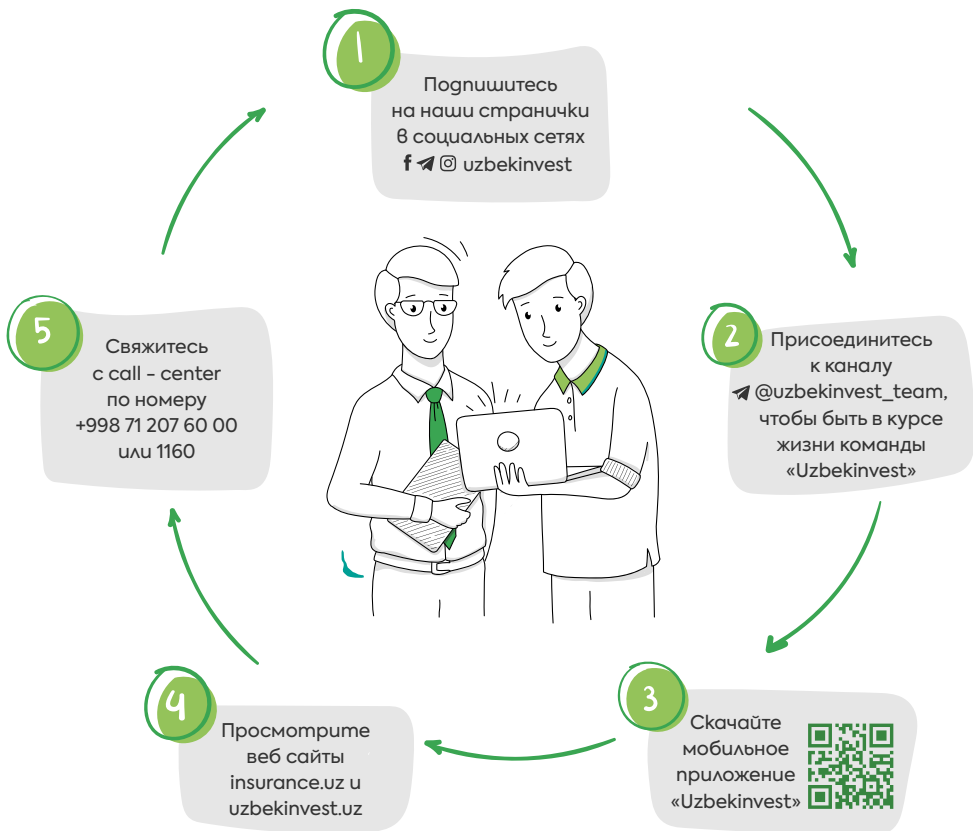 1
Подпишитесь
на наши странички
в социальных сетях
uzbekinvest
2
Присоединитесь
к каналу
@uzbekinvest_team,
чтобы быть в курсе
жизни команды
«Uzbekinvest»
3
Скачайте
мобильное
приложение
«Uzbekinvest»
4
Просмотрите
веб сайты
insurance.uz и
uzbekinvest.uz
5
Свяжитесь
с call - center
по номеру
+998 71 207 60 00
или 1160